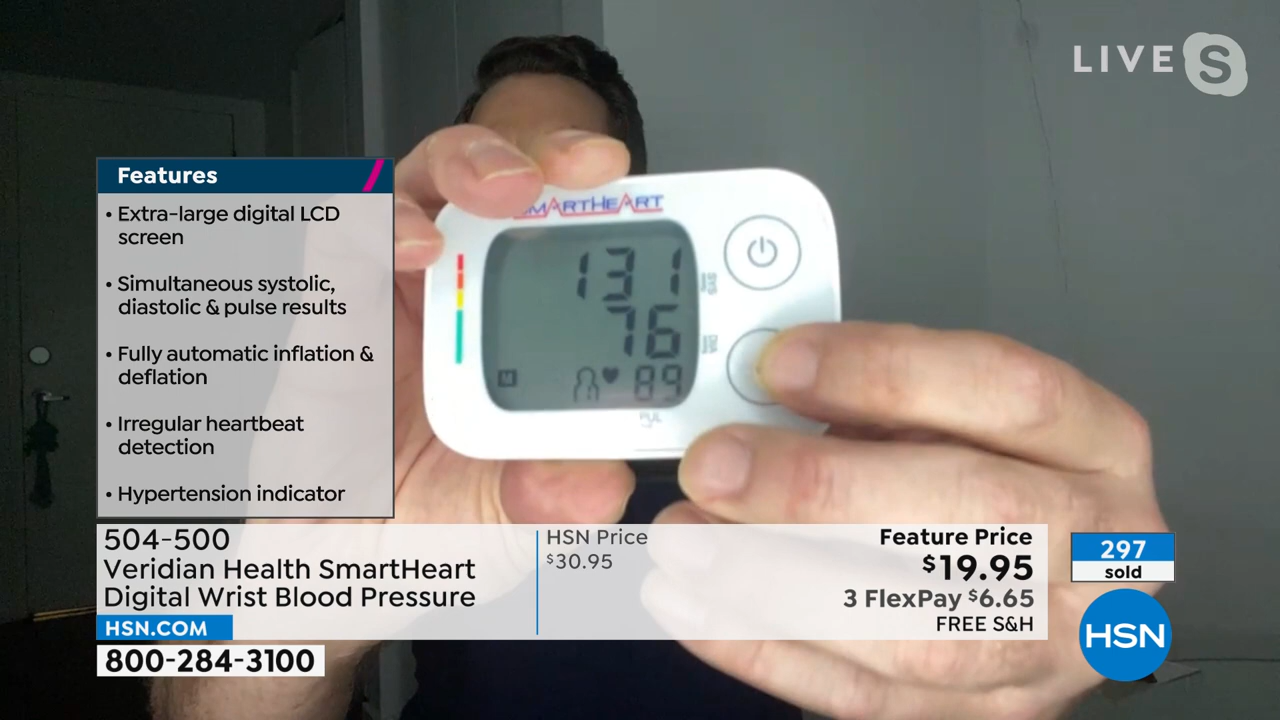 LIVE S
Features
• Extra-large digital LCD
screen
• Simultaneous systolic,
diastolic & pulse results
• Fully automatic inflation &
deflation
• Irregular heartbeat
detection
• Hypertension indicator
SMARTHEART
131
76
M 89
PUL
504-500
Veridian Health SmartHeart
Digital Wrist Blood Pressure
HSN.COM
800-284-3100
HSN Price
$30.95
Feature Price
$19.95
3 FlexPay $6.65
FREE S&H
297
sold
HSN